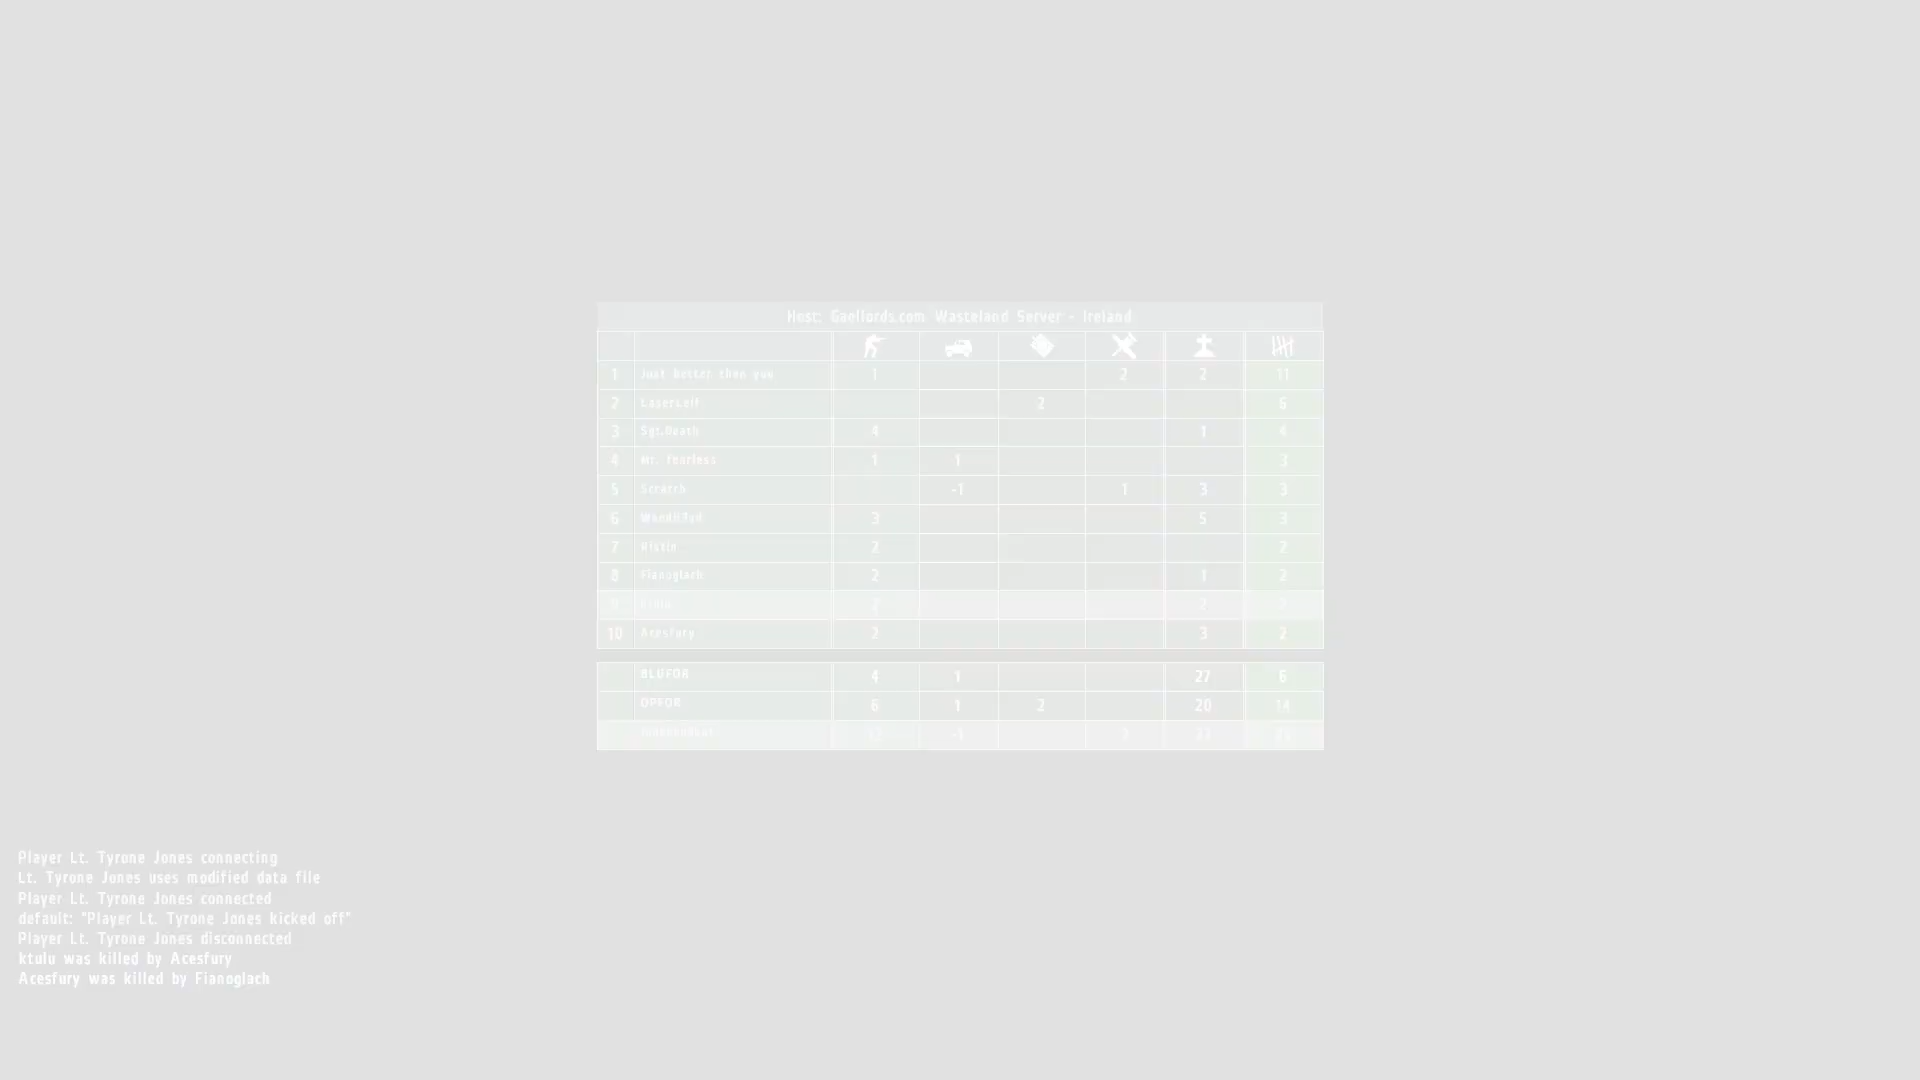 Host: Gaellords.com Wasteland Server - Ireland
1 Just better then you 1 2 2 11
2 LaserLeif 2 6
3 Sgt.Death 4 1 4
4 Mr. fearless 1 1 3
5 -1 1 3 3
6 3 5 3
7 2 2
8 Fianoglach 2 1 2
10 Acesfury 2 3 2
BLUFOR 4 1 27 6
OPFOR 6 1 2 20 14
Independent -1
Player Lt. Tyrone Jones connecting
Lt. Tyrone Jones uses modified data file
Player Lt. Tyrone Jones connected
default: "Player Lt. Tyrone Jones kicked off"
Player Lt. Tyrone Jones disconnected
ktulu was killed by Acesfury
Acesfury was killed by Fianoglach